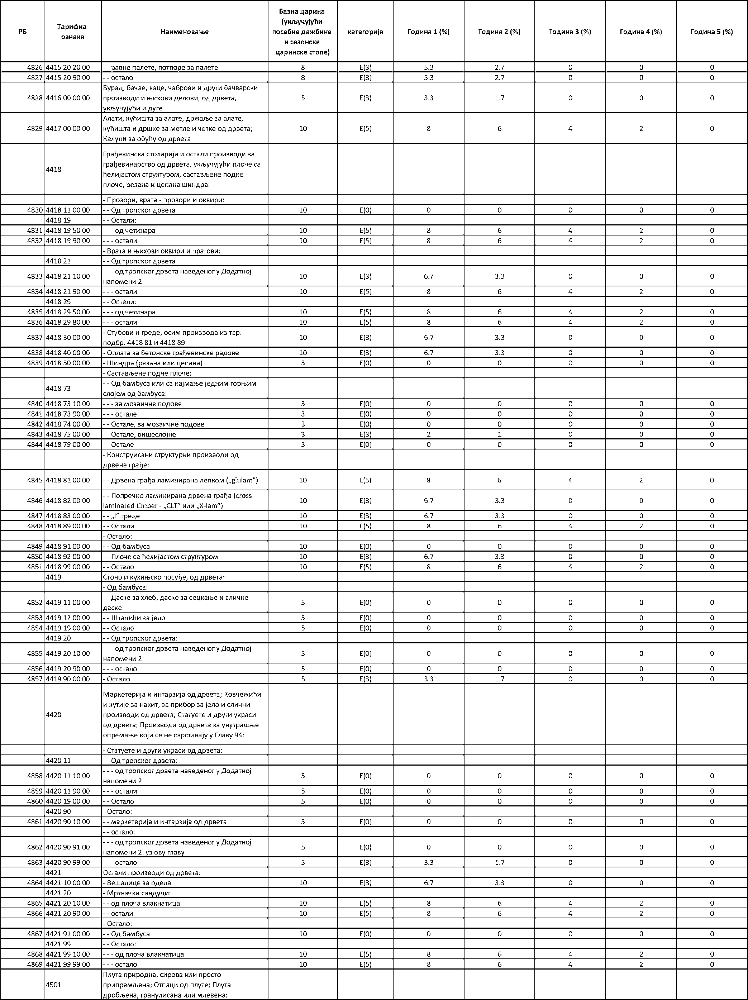 РБ Тарифна ознака Наименовање Базна царина (укључујући посебне дажбине и сезонске царинске стопе) категорија Година 1 (%) Година 2 (%) Година 3 (%) Година 4 (%) Година 5 (%)
4826 4415 20 20 00 - - равне палете, потпоре за палете 8 E(3) 5.3 2.7 0 0 0
4827 4415 20 90 00 - - остало 8 E(3) 5.3 2.7 0 0 0
Бурад, бачве, каце, чаброви и други бачварски
4828 4416 00 00 00 производи и њихови делови, од дрвета, 5 E(3) 3.3 1.7 0 0 0
укључујући и дуге
Алати, кућишта за алате, држаље за алате,
4829 4417 00 00 00 кућишта и дршке за метле и четке од дрвета; 10 E(5) 8 6 4 2 0
Калупи за обућу од дрвета
4418 Грађевинска столарија и остали производи за
грађевинарство од дрвета, укључујући плоче са
ћелијастом структуром, састављене подне
плоче, резана и цепана шиндра:
- Прозори, врата - прозори и оквири:
4830 4418 11 00 00 - - Од тропског дрвета 10 E(0) 0 0 0 0 0
4418 19 - - Остали:
4831 4418 19 50 00 - - - од четинара 10 E(5) 8 6 4 2 0
4832 4418 19 90 00 - - - остали 10 E(5) 8 6 4 2 0
- Врата и њихови оквири и прагови:
4418 21 - - Од тропског дрвета
4833 4418 21 10 00 - - - од тропског дрвета наведеног у Додатној
напомени 2 10 E(3) 6.7 3.3 0 0 0
4834 4418 21 90 00 - - - остали 10 E(5) 8 6 4 2 0
4418 29 - - Остали:
4835 4418 29 50 00 - - - од четинара 10 E(5) 8 6 4 2 0
4836 4418 29 80 00 - - - остали 10 E(5) 8 6 4 2 0
4837 4418 30 00 00 - Стубови и греде, осим производа из тар.
подбр. 4418 81 и 4418 89 10 E(3) 6.7 3.3 0 0 0
4838 4418 40 00 00 - Оплата за бетонске грађевинске радове 10 E(3) 6.7 3.3 0 0 0
4839 4418 50 00 00 - Шиндра (резана или цепана) 3 E(0) 0 0 0 0 0
- Састављене подне плоче:
4418 73 - - Од бамбуса или са најмање једним горњим
слојем од бамбуса:
4840 4418 73 10 00 - - - за мозаичне подове 3 E(0) 0 0 0 0 0
4841 4418 73 90 00 - - - остале 3 E(0) 0 0 0 0 0
4842 4418 74 00 00 - - Остале, за мозаичне подове 3 E(0) 0 0 0 0 0
4843 4418 75 00 00 - - Остале, вишеслојне 3 E(3) 2 1 0 0 0
4844 4418 79 00 00 - - Остале 3 E(0) 0 0 0 0 0
- Конструисани структурни производи од
дрвене грађе:
4845 4418 81 00 00 - - Дрвена грађа ламинирана лепком („glulam”) 10 E(5) 8 6 4 2 0
4846 4418 82 00 00 - - Попречно ламинирана дрвена грађа (cross
laminated timber - „CLT” или „X-lam”) 10 E(3) 6.7 3.3 0 0 0
4847 4418 83 00 00 - - „I” греде 10 E(3) 6.7 3.3 0 0 0
4848 4418 89 00 00 - - Остали 10 E(5) 8 6 4 2 0
- Остало:
4849 4418 91 00 00 - - Од бамбуса 10 E(0) 0 0 0 0 0
4850 4418 92 00 00 - - Плоче са ћелијастом структуром 10 E(3) 6.7 3.3 0 0 0
4851 4418 99 00 00 - - Остало 10 E(5) 8 6 4 2 0
4419 Стоно и кухињско посуђе, од дрвета:
- Од бамбуса:
4852 4419 11 00 00 - - Даске за хлеб, даске за сецкање и сличне
даске 5 E(0) 0 0 0 0 0
4853 4419 12 00 00 - - Штапићи за јело 5 E(0) 0 0 0 0 0
4854 4419 19 00 00 - - Остало 5 E(0) 0 0 0 0 0
4419 20 - - Од тропског дрвета:
4855 4419 20 10 00 - - - од тропског дрвета наведеног у Додатној
напомени 2 5 E(0) 0 0 0 0 0
4856 4419 20 90 00 - - - остало 5 E(0) 0 0 0 0 0
4857 4419 90 00 00 - Остало 5 E(3) 3.3 1.7 0 0 0
4420 Маркетерија и интарзија од дрвета; Ковчежићи
и кутије за накит, за прибор за јело и слични
производи од дрвета; Статуете и други украси
од дрвета; Производи од дрвета за унутрашње
опремање који се не сврставају у Главу 94:
- Статуете и други украси од дрвета:
4420 11 - - Од тропског дрвета:
4858 4420 11 10 00 - - - од тропског дрвета наведеног у Додатној
напомени 2. 5 E(0) 0 0 0 0 0
4859 4420 11 90 00 - - - остали 5 E(0) 0 0 0 0 0
4860 4420 19 00 00 - - Остало 5 E(0) 0 0 0 0 0
4420 90 - Остало:
4861 4420 90 10 00 - - маркетерија и интарзија од дрвета 5 E(0) 0 0 0 0 0
- - остало:
4862 4420 90 91 00 - - - од тропског дрвета наведеног у Додатној
напомени 2. уз ову главу 5 E(0) 0 0 0 0 0
4863 4420 90 99 00 - - - остало 5 E(3) 3.3 1.7 0 0 0
4421 Остали производи од дрвета:
4864 4421 10 00 00 - Вешалице за одела 10 E(3) 6.7 3.3 0 0 0
4421 20 - Мртвачки сандуци:
4865 4421 20 10 00 - - од плоча влакнатица 10 E(5) 8 6 4 2 0
4866 4421 20 90 00 - - остали 10 E(5) 8 6 4 2 0
- Остало:
4867 4421 91 00 00 - - Од бамбуса 10 E(0) 0 0 0 0 0
4421 99 - - Остало:
4868 4421 99 10 00 - - - од плоча влакнатица 10 E(5) 8 6 4 2 0
4869 4421 99 99 00 - - - остало 10 E(5) 8 6 4 2 0
4501 Плута природна, сирова или просто
припремљена; Отпаци од плуте; Плута
дробљена, гранулисана или млевена: